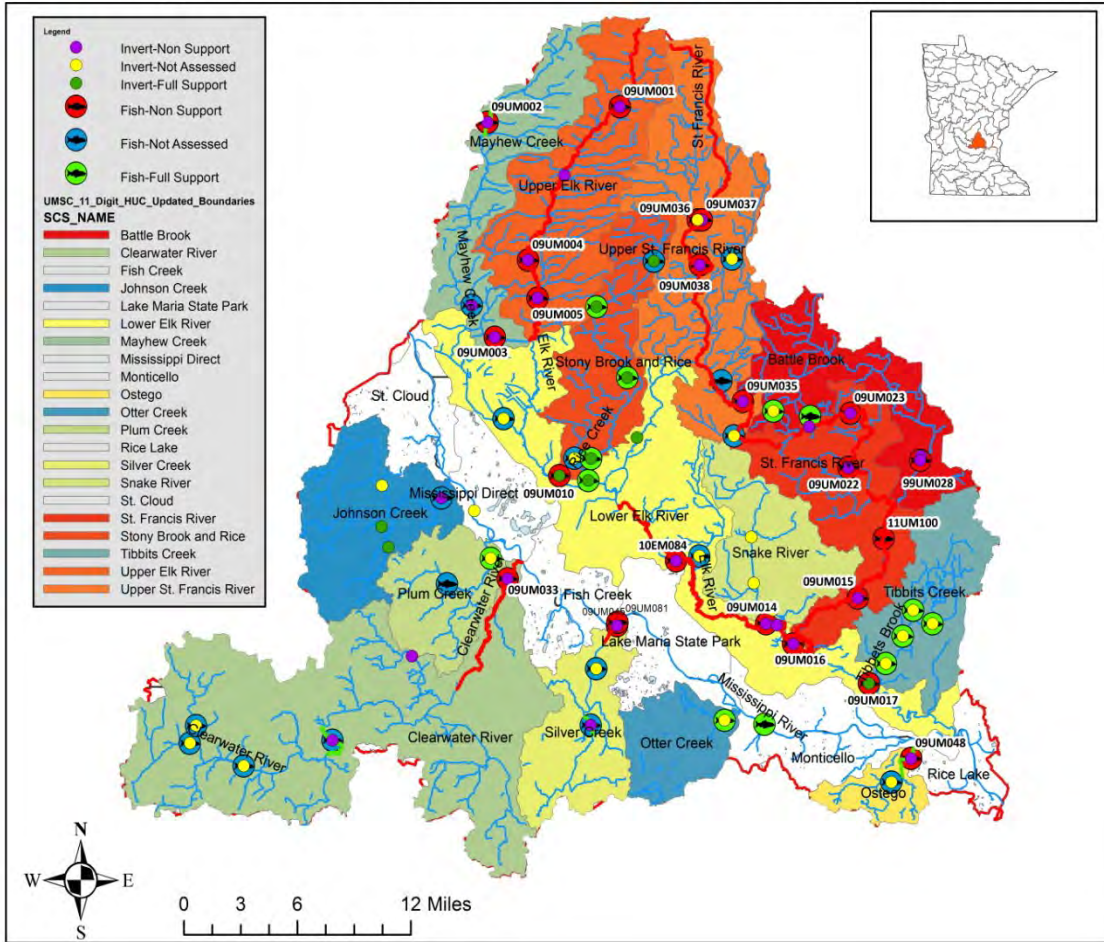 Legend
Invert-Non Support
Invert-Not Assessed
Invert-Full Support
Fish-Non Support
Fish-Not Assessed
Fish-Full Support
UMSC_11_Digit_HUC_Updated_Boundaries
SCS_NAME
Battle Brook
Clearwater River
Fish Creek
Johnson Creek
Lake Maria State Park
Lower Elk River
Mayhew Creek
Mississippi Direct
Monticello
Ostego
Otter Creek
Plum Creek
Rice Lake
Silver Creek
Snake River
St. Cloud
St. Francis River
Stony Brook and Rice
Tibbits Creek
Upper Elk River
Upper St. Francis River
09UM002
Mayhew Creek
09UM001
St Francis River
Upper Elk River
09UM036
09UM037
09UM004
Upper St. Francis River
09UM038
Mayhew Creek
09UM005
09UM003
Elk River
Stony Brook and Rice
Battle Brook
09UM035
09UM023
St. Cloud
Creek
St. Francis River
09UM022
99UM028
09UM010
Mississippi Direct
Johnson Creek
Lower Elk River
11UM100
10EM084
Snake River
Elk River
09UM033
Plum Creek
Clearwater River
Fish Creek
09UM081
09UM015
09UM014
Tibbits Creek
Lake Maria State Park
09UM016
Tibbets Brook
09UM017
Mississippi River
Clearwater River
Clearwater River
Silver Creek
Otter Creek
Monticello
09UM048
Rice Lake
Ostego
N
W
E
S
0
3
6
12 Miles